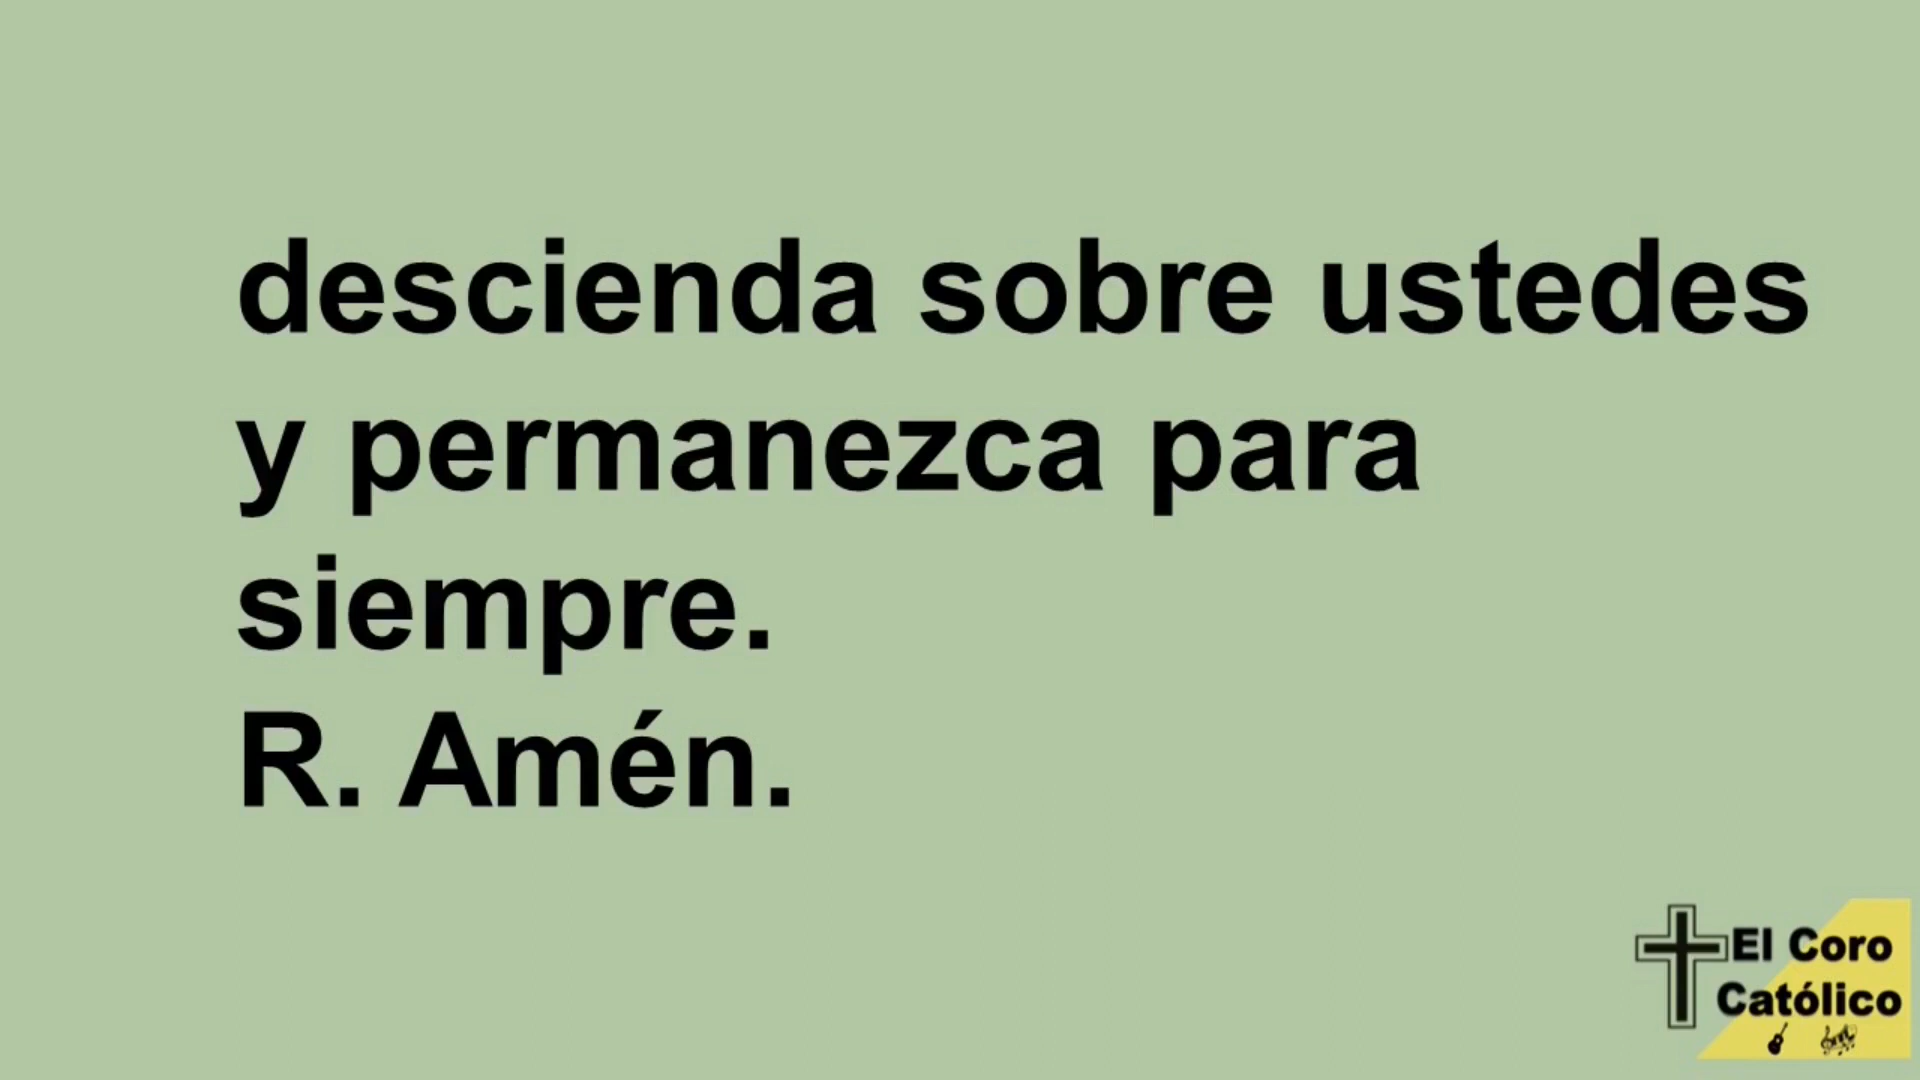 descienda sobre ustedes
y permanezca para
siempre.
R. Amén.
El Coro
Católico